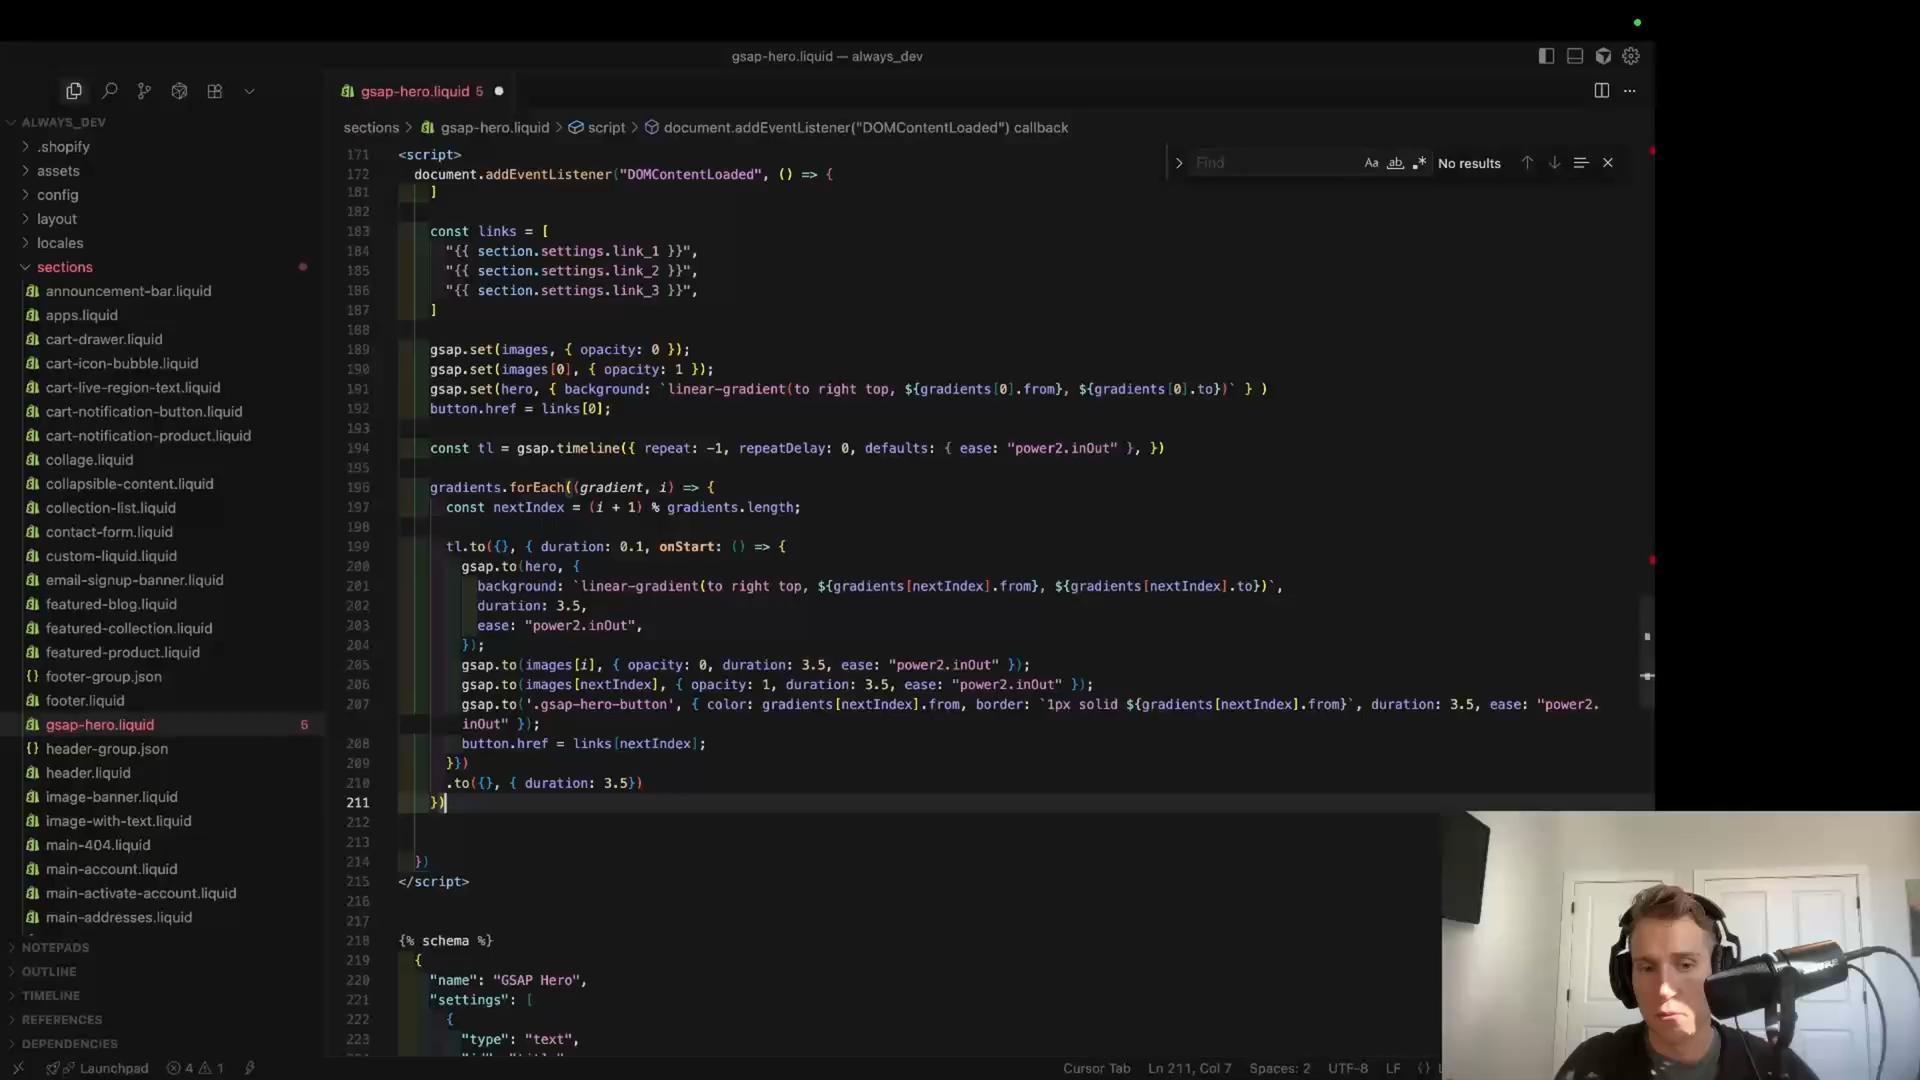 gsap-hero.liquid — always_dev
gsap-hero.liquid 5
ALWAYS_DEV
.shopify
assets
config
layout
locales
sections
announcement-bar.liquid
apps.liquid
cart-drawer.liquid
cart-icon-bubble.liquid
cart-live-region-text.liquid
cart-notification-button.liquid
cart-notification-product.liquid
collage.liquid
collapsible-content.liquid
collection-list.liquid
contact-form.liquid
custom-liquid.liquid
email-signup-banner.liquid
featured-blog.liquid
featured-collection.liquid
featured-product.liquid
footer-group.json
footer.liquid
gsap-hero.liquid 5
header-group.json
header.liquid
image-banner.liquid
image-with-text.liquid
main-404.liquid
main-account.liquid
main-activate-account.liquid
main-addresses.liquid
NOTEPADS
OUTLINE
TIMELINE
REFERENCES
DEPENDENCIES
sections > gsap-hero.liquid > script > document.addEventListener("DOMContentLoaded") callback
Find Aa ab .* No results
171 <script>
172 document.addEventListener("DOMContentLoaded", () => {
181 ]
182
183 const links = [
184 "{{ section.settings.link_1 }}",
185 "{{ section.settings.link_2 }}",
186 "{{ section.settings.link_3 }}",
187 ]
188
189 gsap.set(images, { opacity: 0 });
190 gsap.set(images[0], { opacity: 1 });
191 gsap.set(hero, { background: `linear-gradient(to right top, ${gradients[0].from}, ${gradients[0].to})` } )
192 button.href = links[0];
193
194 const tl = gsap.timeline({ repeat: -1, repeatDelay: 0, defaults: { ease: "power2.inOut" }, })
195
196 gradients.forEach((gradient, i) => {
197 const nextIndex = (i + 1) % gradients.length;
198
199 tl.to({}, { duration: 0.1, onStart: () => {
200 gsap.to(hero, {
201 background: `linear-gradient(to right top, ${gradients[nextIndex].from}, ${gradients[nextIndex].to})`,
202 duration: 3.5,
203 ease: "power2.inOut",
204 });
205 gsap.to(images[i], { opacity: 0, duration: 3.5, ease: "power2.inOut" });
206 gsap.to(images[nextIndex], { opacity: 1, duration: 3.5, ease: "power2.inOut" });
207 gsap.to('.gsap-hero-button', { color: gradients[nextIndex].from, border: `1px solid ${gradients[nextIndex].from}`, duration: 3.5, ease: "power2.
inOut" });
208 button.href = links[nextIndex];
209 }})
210 .to({}, { duration: 3.5})
211 })
212
213
214 })
215 </script>
216
217
218 {% schema %}
219 {
220 "name": "GSAP Hero",
221 "settings": [
222 {
223 "type": "text",
Launchpad 4 1
Cursor Tab Ln 211, Col 7 Spaces: 2 UTF-8 LF {}